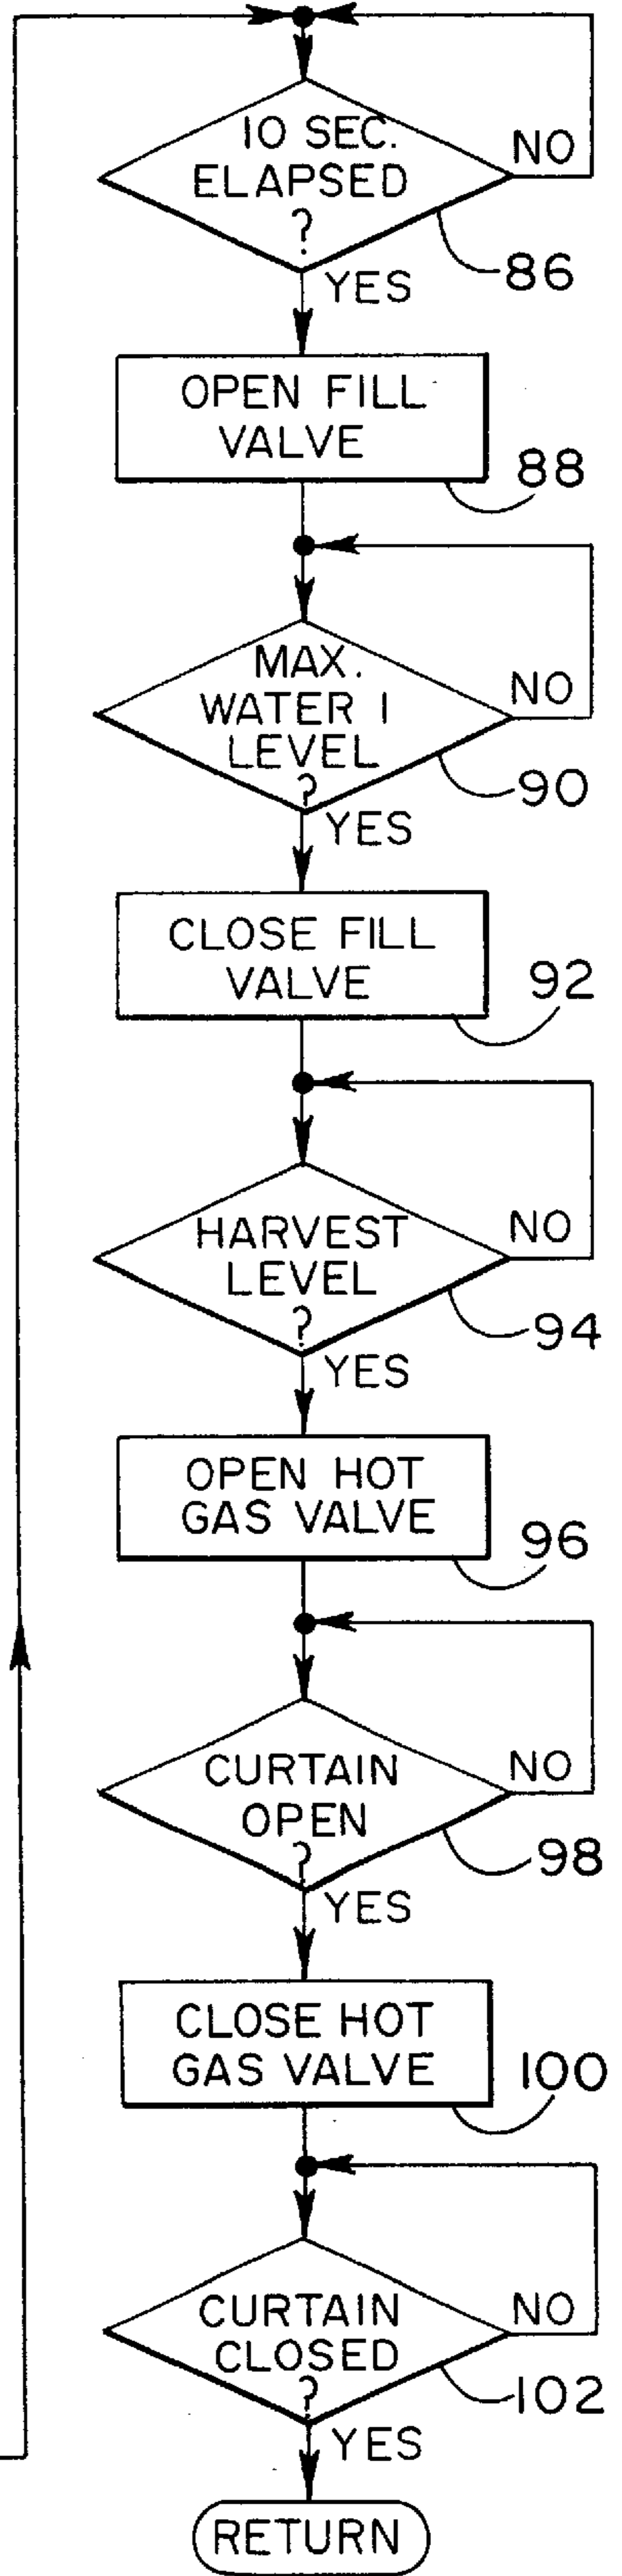 10 SEC.
ELAPSED
?
NO
86
YES
OPEN FILL
VALVE
88
MAX.
WATER 1
LEVEL
?
NO
90
YES
CLOSE FILL
VALVE
92
HARVEST
LEVEL
?
NO
94
YES
OPEN HOT
GAS VALVE
96
CURTAIN
OPEN
?
NO
98
YES
CLOSE HOT
GAS VALVE
100
CURTAIN
CLOSED
?
NO
102
YES
RETURN